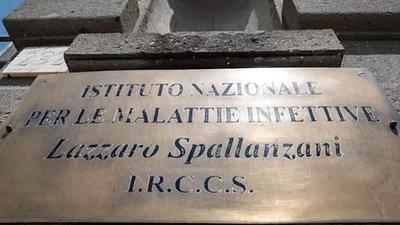 ISTITUTO NAZIONALE
PER LE MALATTIE INFETTIVE
Lazzaro Spallanzani
I.R.C.C.S.